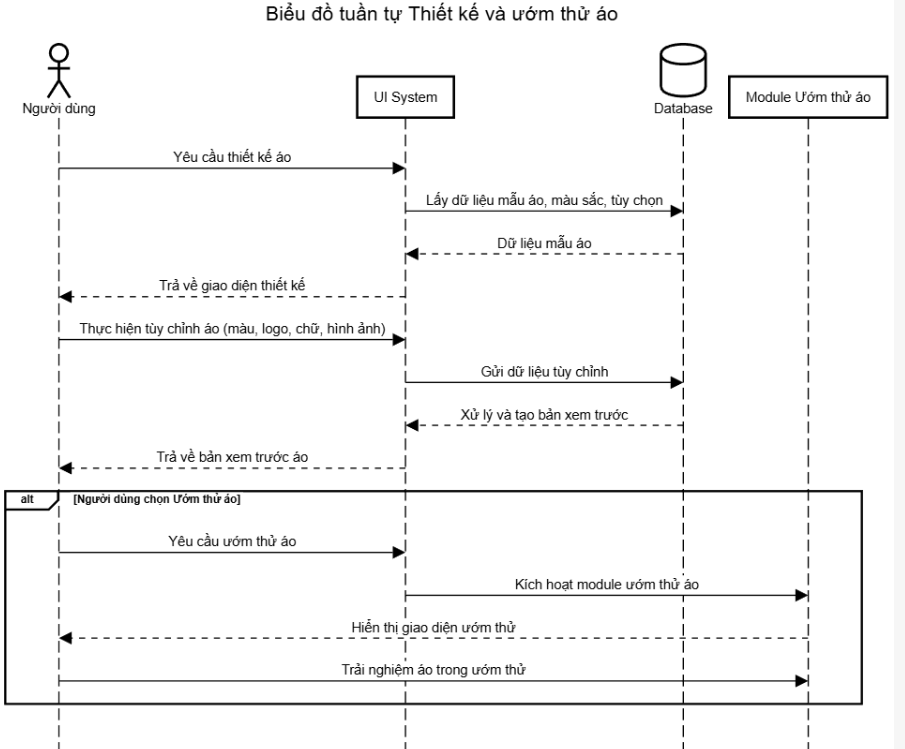 Biểu đồ tuần tự Thiết kế và ướm thử áo
Người dùng
UI System
Database
Module Ướm thử áo
Yêu cầu thiết kế áo
Lấy dữ liệu mẫu áo, màu sắc, tùy chọn
Dữ liệu mẫu áo
Trả về giao diện thiết kế
Thực hiện tùy chỉnh áo (màu, logo, chữ, hình ảnh)
Gửi dữ liệu tùy chỉnh
Xử lý và tạo bản xem trước
Trả về bản xem trước áo
alt
[Người dùng chọn Ướm thử áo]
Yêu cầu ướm thử áo
Kích hoạt module ướm thử áo
Hiển thị giao diện ướm thử
Trải nghiệm áo trong ướm thử